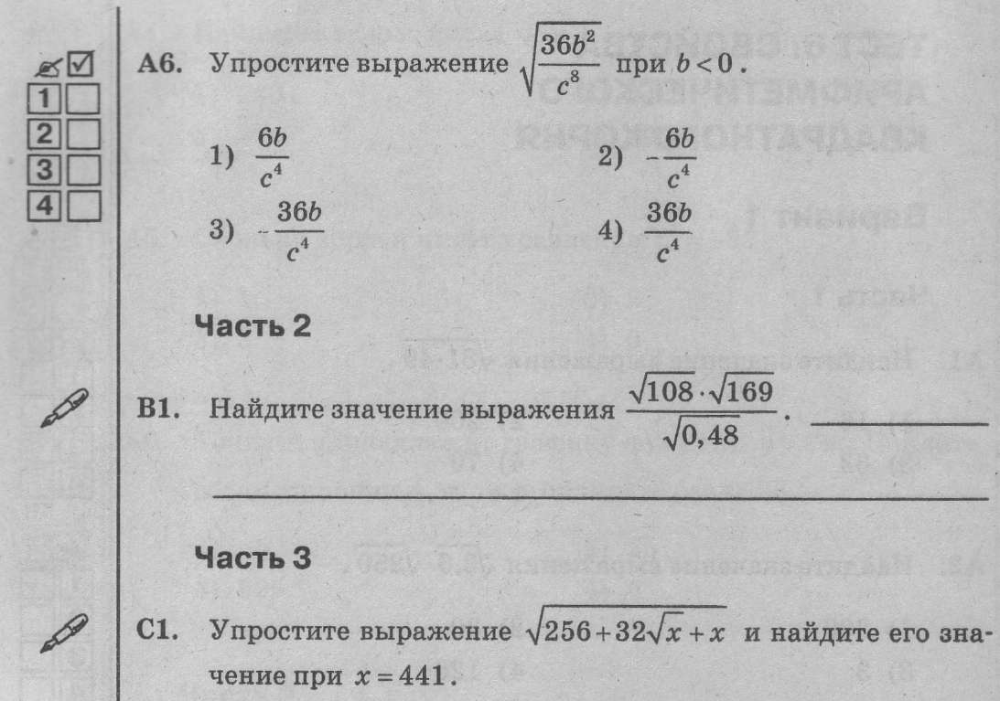 А6. Упростите выражение √(36b²/c⁸) при b < 0 .
1
2
3
4
1) 6b/c⁴ 2) -6b/c⁴
3) -36b/c⁴ 4) 36b/c⁴
Часть 2
В1. Найдите значение выражения (√108 · √169)/√0,48 .
Часть 3
С1. Упростите выражение √(256+32√x+x) и найдите его зна-
чение при x = 441 .